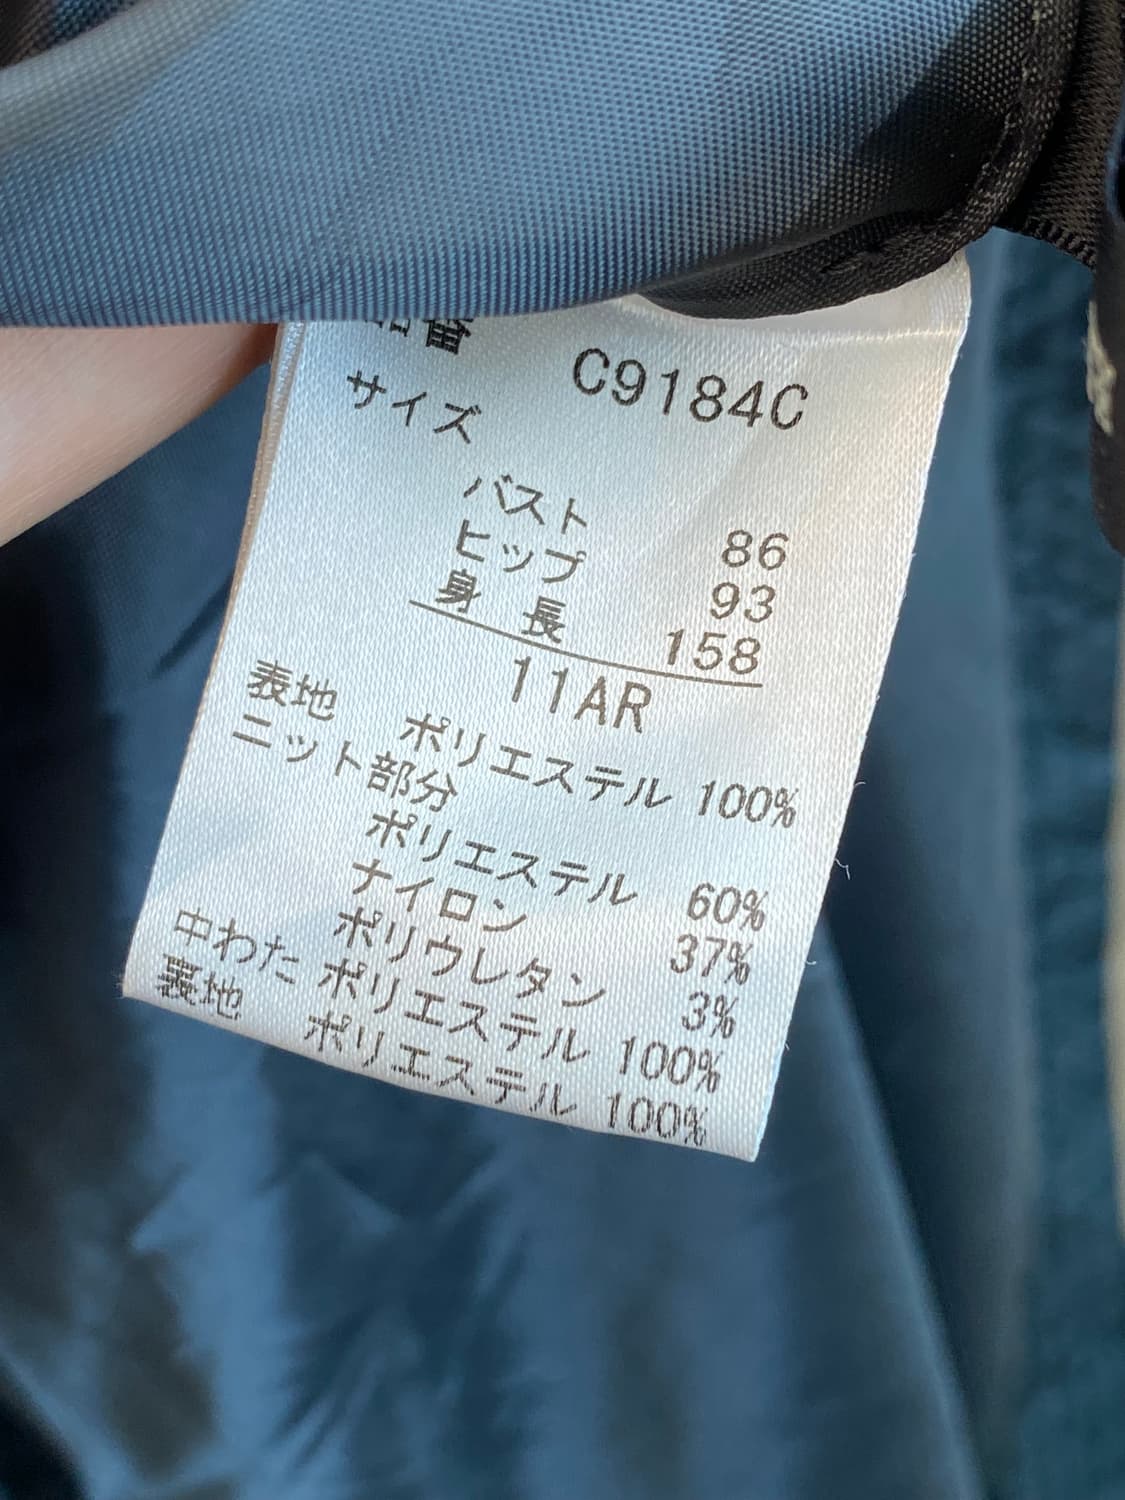 品番 C9184C
サイズ
バスト 86
ヒップ 93
身長 158
11AR
表地 ポリエステル 100%
ニット部分
ポリエステル 60%
ナイロン 37%
ポリウレタン 3%
中わた ポリエステル 100%
裏地 ポリエステル 100%